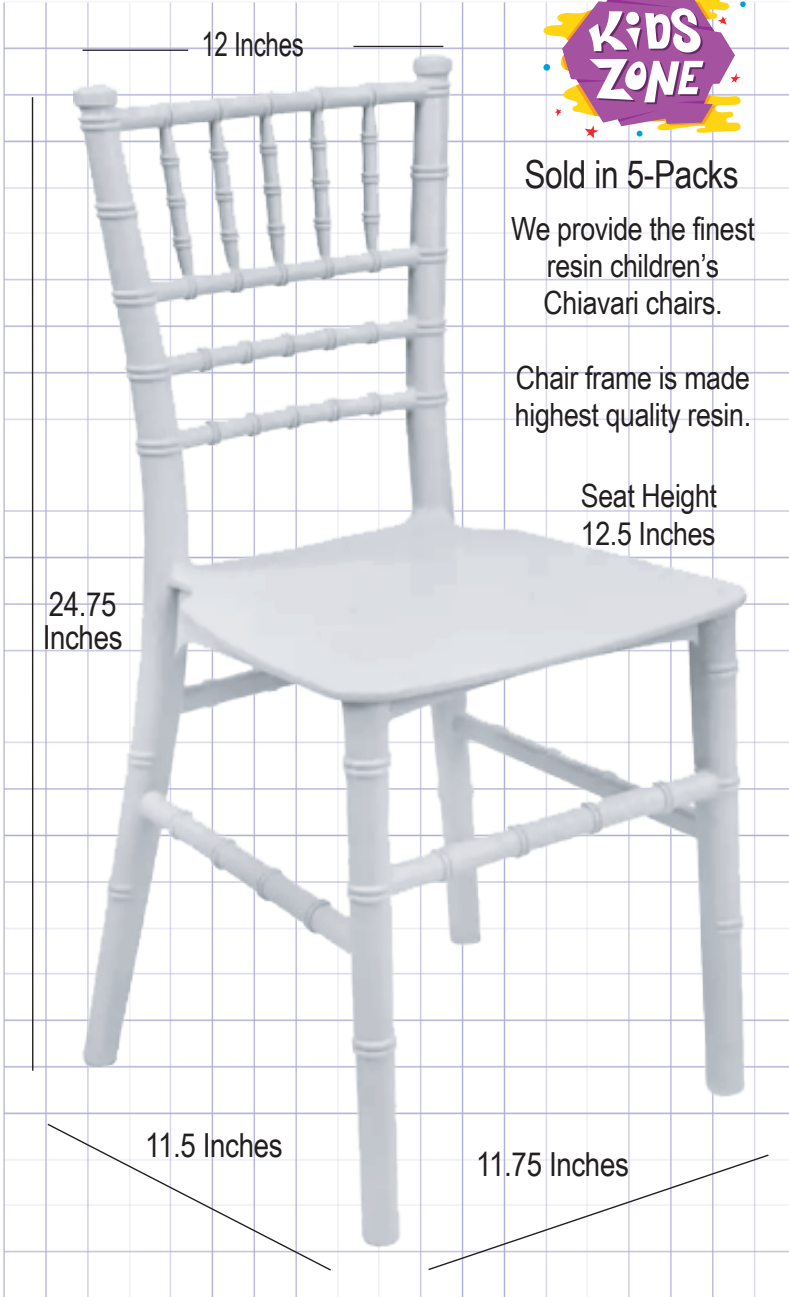 12 Inches
KiDS
ZONE
Sold in 5-Packs
We provide the finest
resin children's
Chiavari chairs.
Chair frame is made
highest quality resin.
Seat Height
12.5 Inches
24.75
Inches
11.5 Inches
11.75 Inches